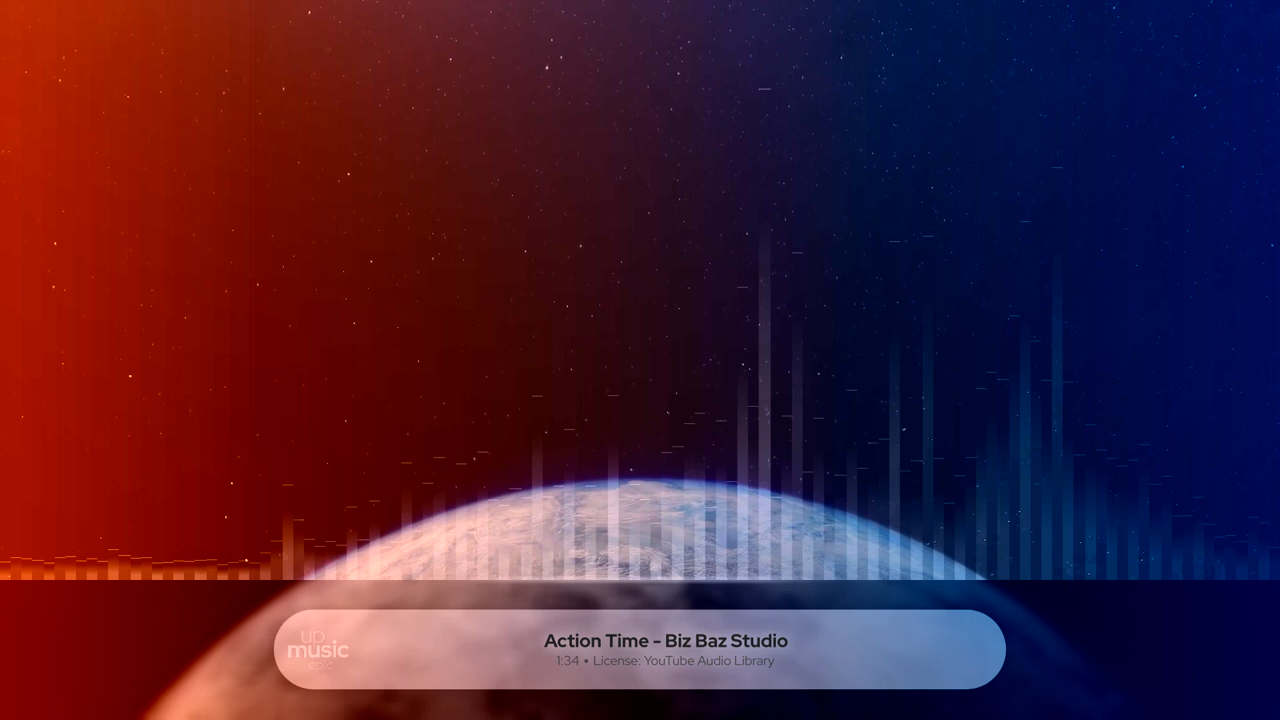 up
music
epic
Action Time - Biz Baz Studio
1:34 • License: YouTube Audio Library